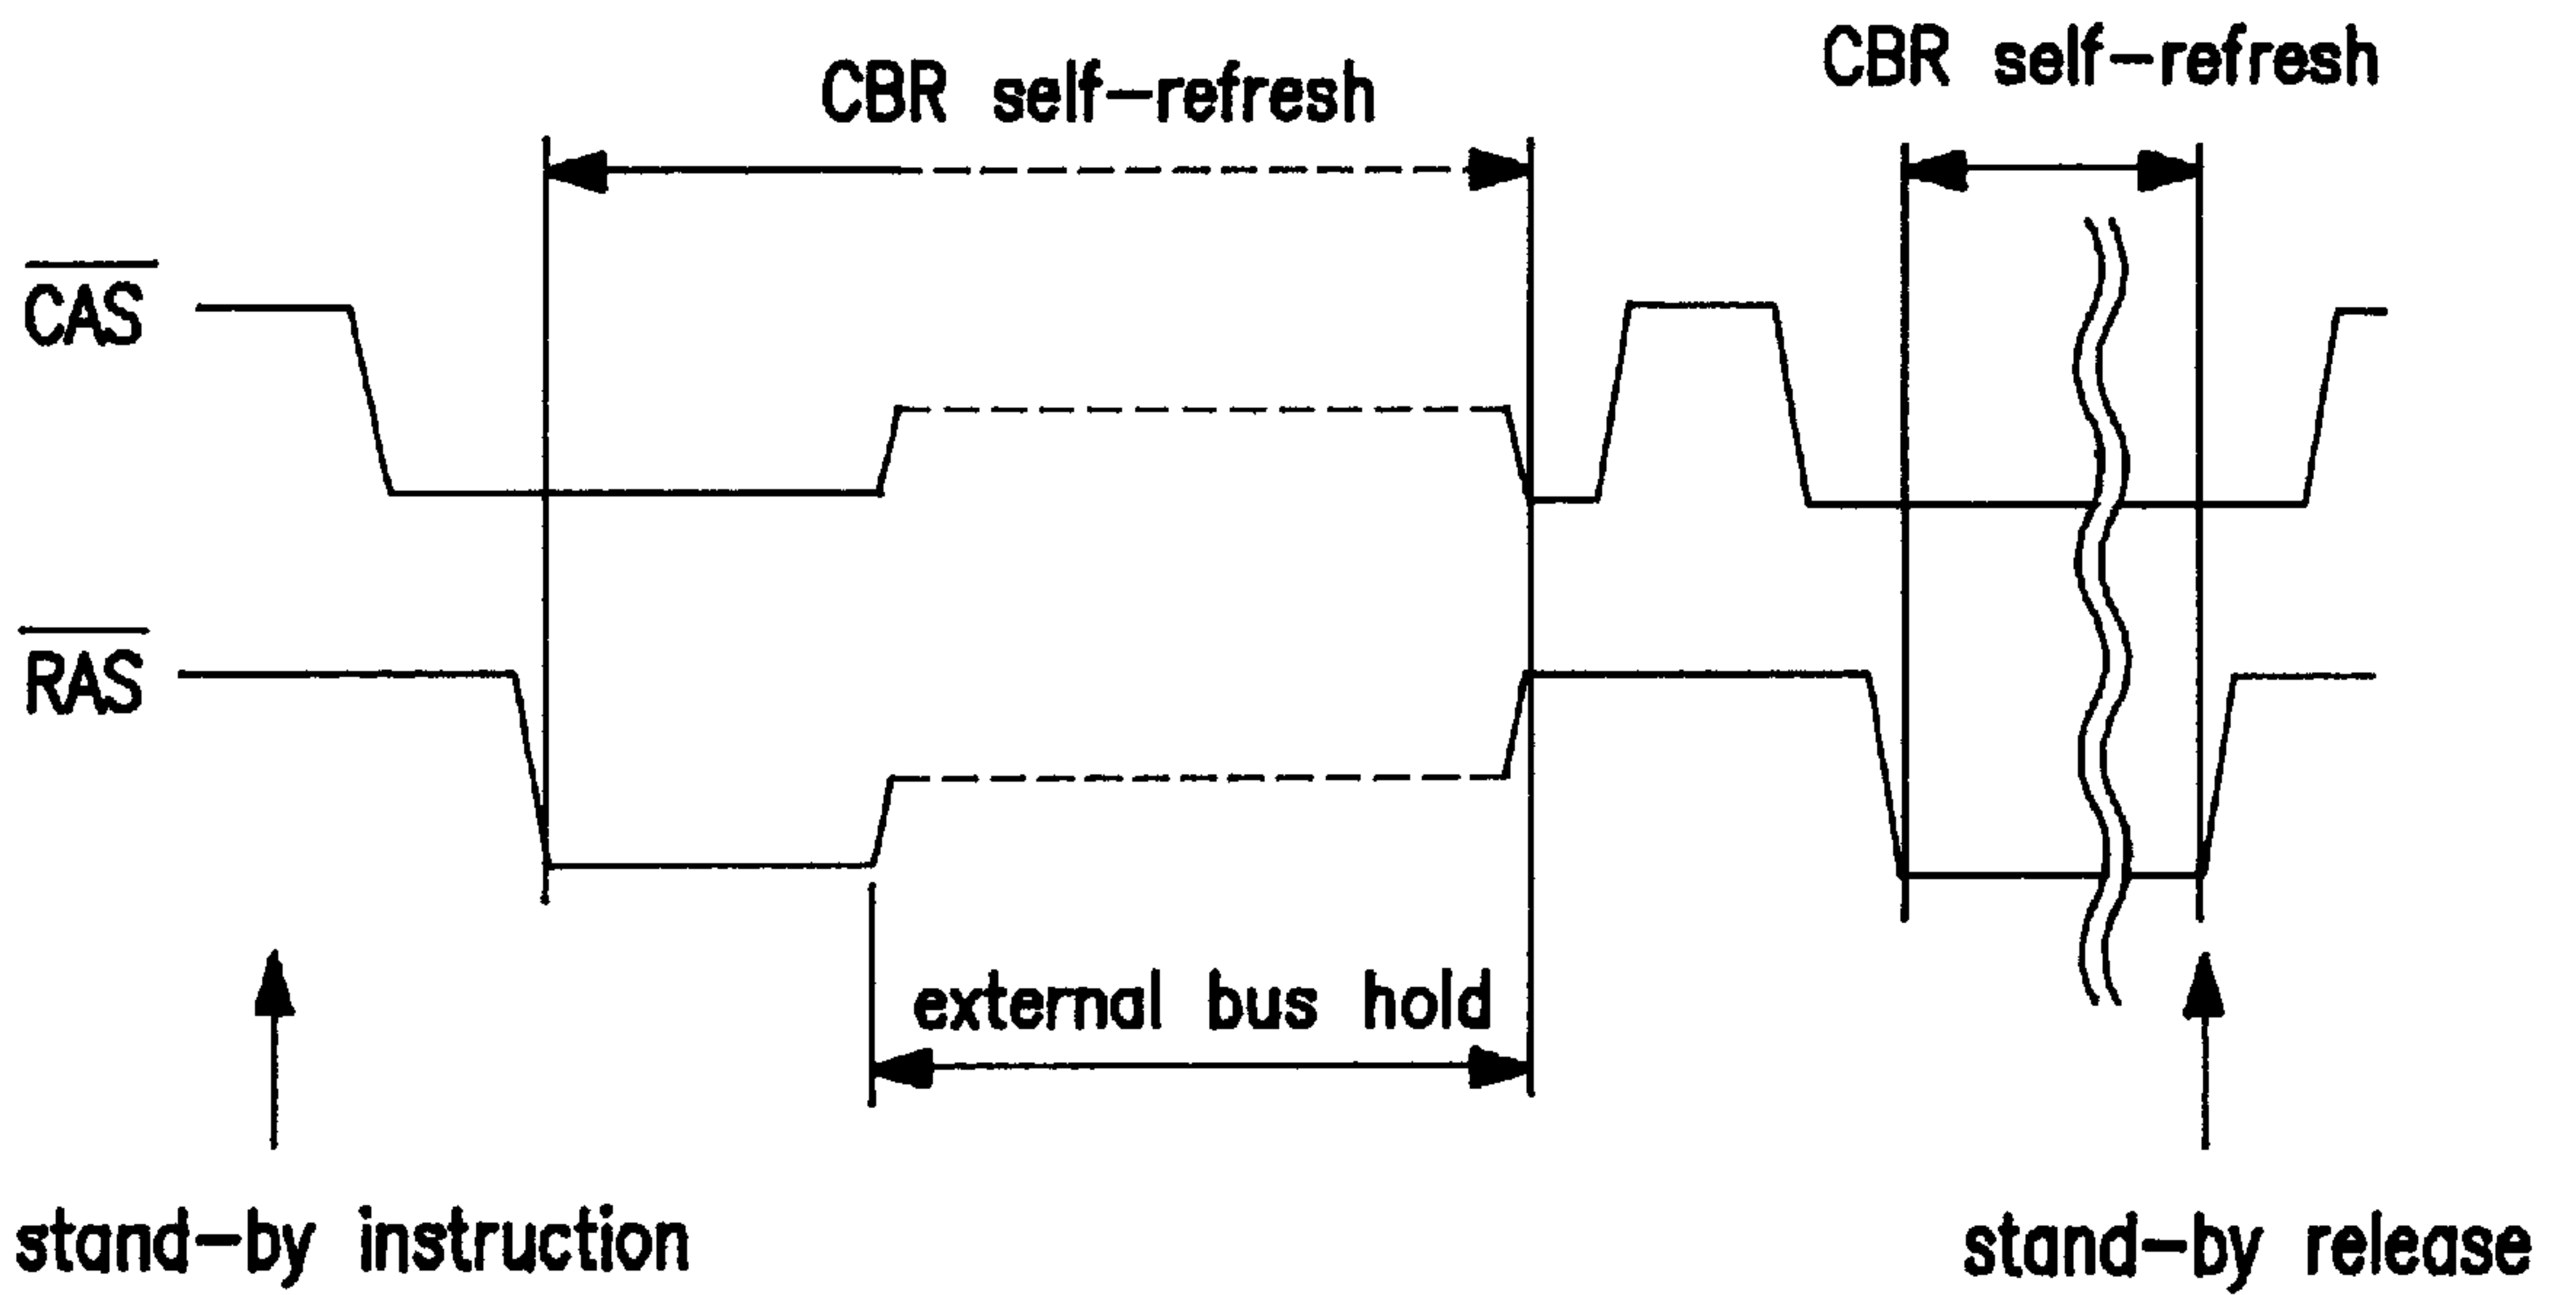 CBR self-refresh
CBR self-refresh
CAS
RAS
external bus hold
stand-by instruction
stand-by release